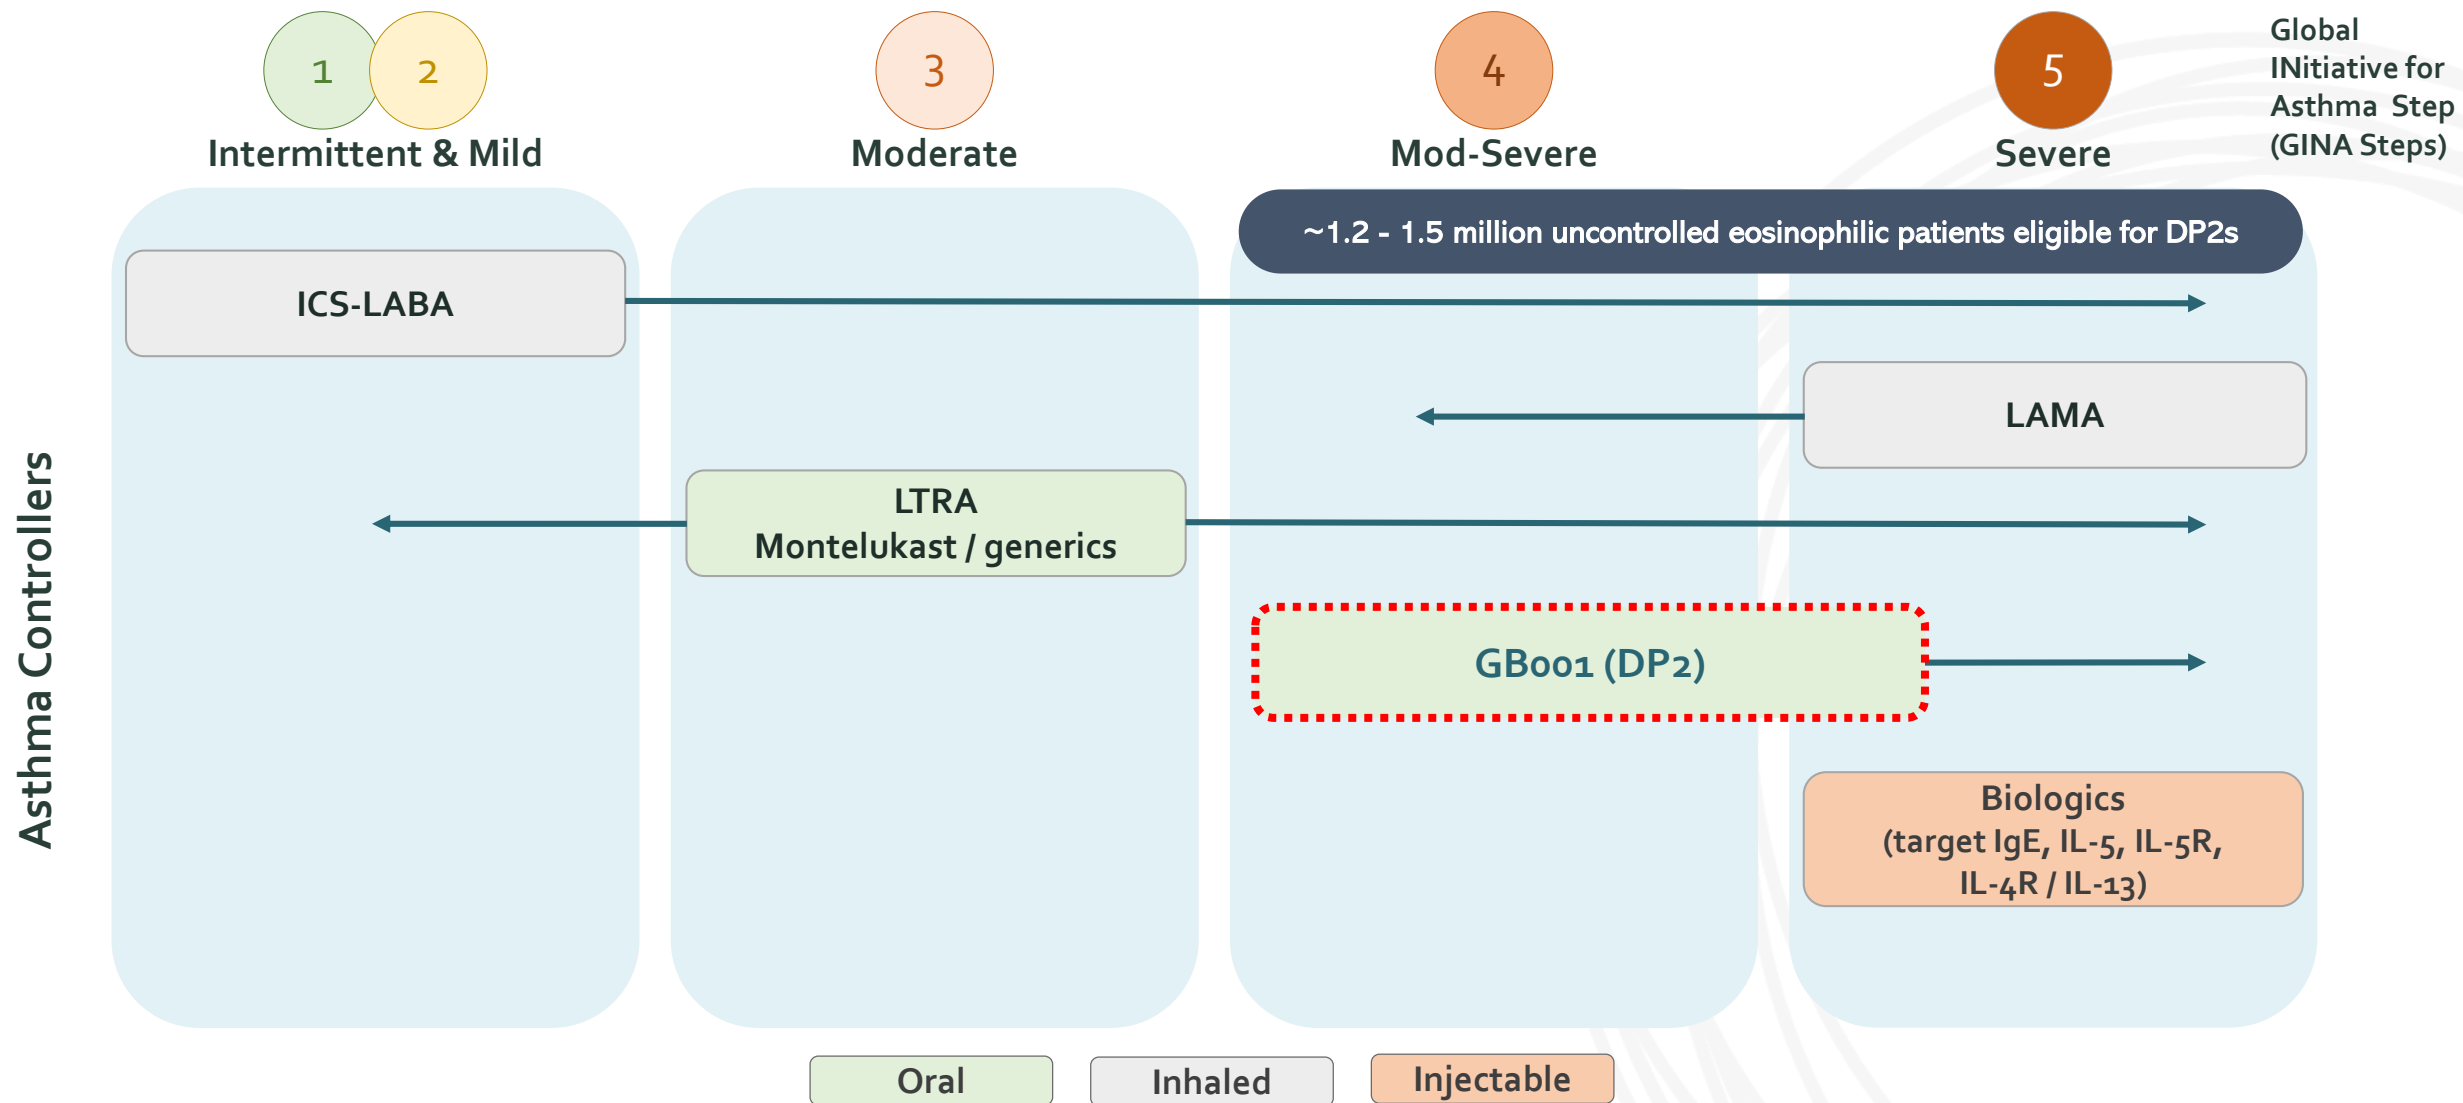 1
2
3
4
5
Global
INitiative for
Asthma Step
(GINA Steps)
Intermittent & Mild
Moderate
Mod-Severe
Severe
~1.2 - 1.5 million uncontrolled eosinophilic patients eligible for DP2s
ICS-LABA
LAMA
LTRA
Montelukast / generics
GB001 (DP2)
Biologics
(target IgE, IL-5, IL-5R,
IL-4R / IL-13)
Asthma Controllers
Oral
Inhaled
Injectable